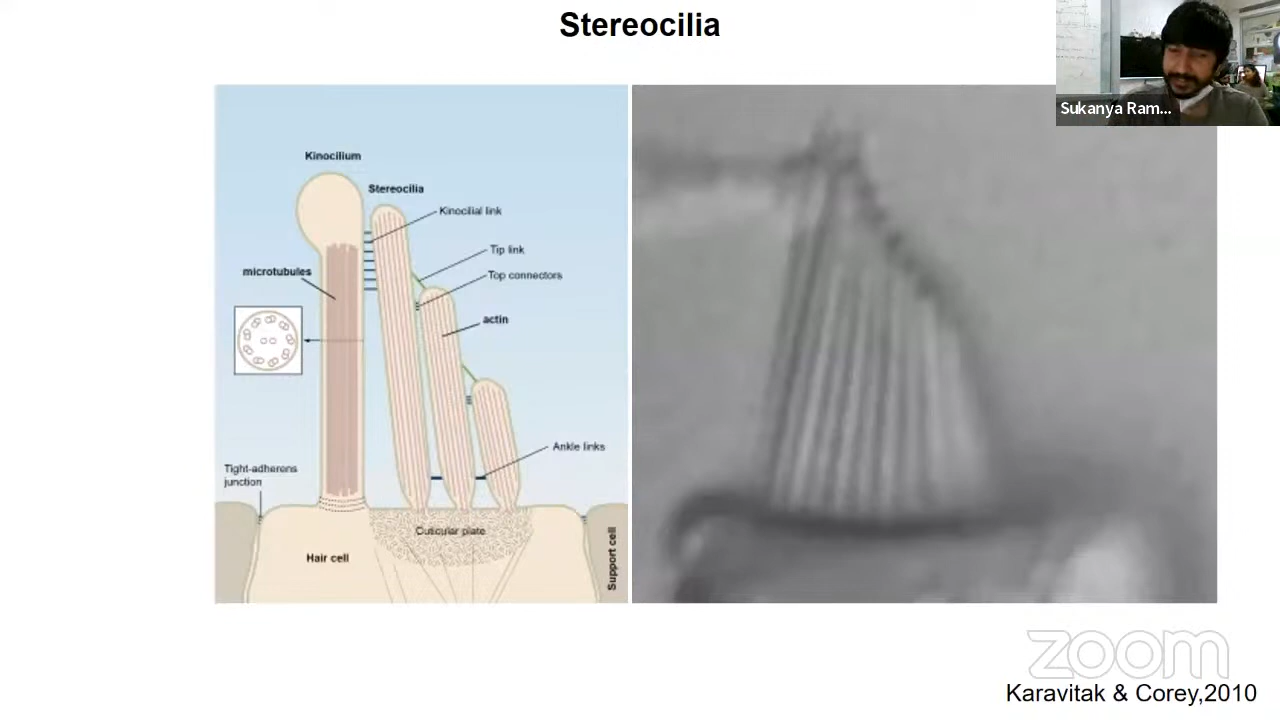 Stereocilia
Sukanya Ram...
Kinocilium
Stereocilia
Kinocilial link
Tip link
Top connectors
microtubules
actin
Ankle links
Tight-adherens
junction
Cuticular plate
Hair cell
Support cell
zoom
Karavitak & Corey,2010